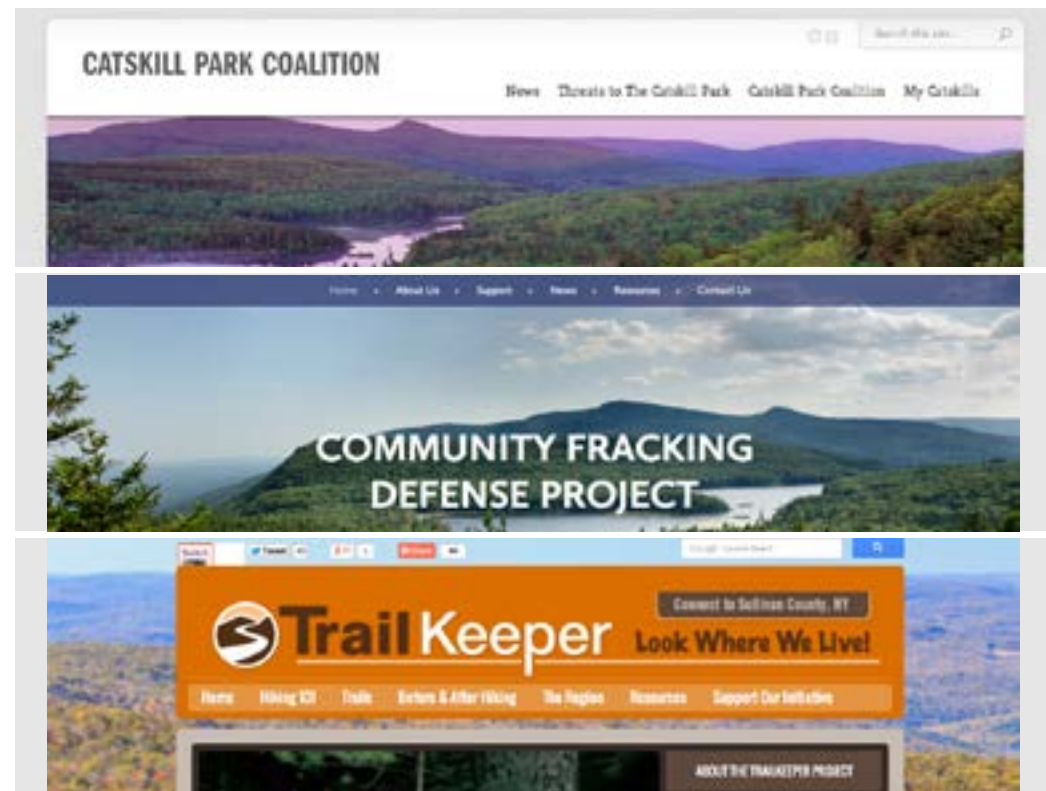 CATSKILL PARK COALITION
News Threats to The Catskill Park Catskill Park Coalition My Catskills
Home About Us Support News Resources Contact Us
COMMUNITY FRACKING
DEFENSE PROJECT
Tweet
Connect to Sullivan County, NY
Trail Keeper
Look Where We Live!
Home Hiking 101 Trails Before & After Hiking The Region Resources Support Our Initiative
ABOUT THE TRAILKEEPER PROJECT